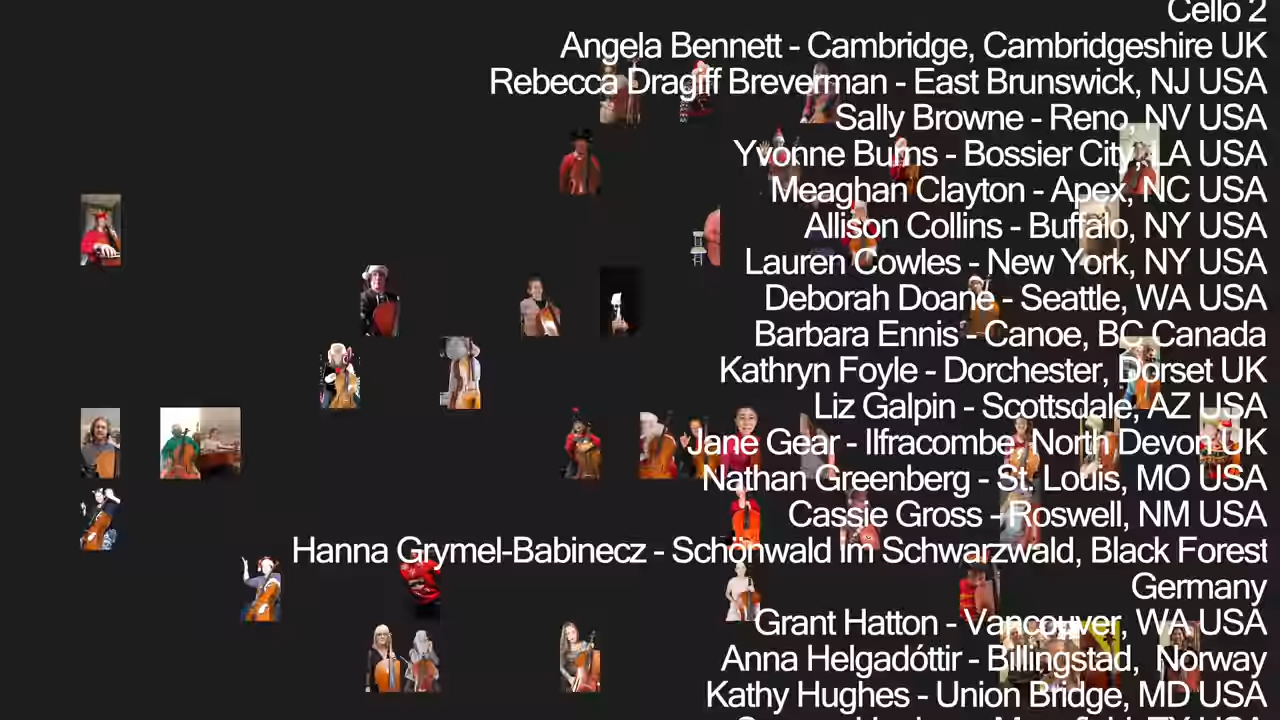 Cello 2
Angela Bennett - Cambridge, Cambridgeshire UK
Rebecca Dragiff Breverman - East Brunswick, NJ USA
Sally Browne - Reno, NV USA
Yvonne Burns - Bossier City, LA USA
Meaghan Clayton - Apex, NC USA
Allison Collins - Buffalo, NY USA
Lauren Cowles - New York, NY USA
Deborah Doane - Seattle, WA USA
Barbara Ennis - Canoe, BC Canada
Kathryn Foyle - Dorchester, Dorset UK
Liz Galpin - Scottsdale, AZ USA
Jane Gear - Ilfracombe, North Devon UK
Nathan Greenberg - St. Louis, MO USA
Cassie Gross - Roswell, NM USA
Hanna Grymel-Babinecz - Schönwald im Schwarzwald, Black Forest
Germany
Grant Hatton - Vancouver, WA USA
Anna Helgadóttir - Billingstad,  Norway
Kathy Hughes - Union Bridge, MD USA